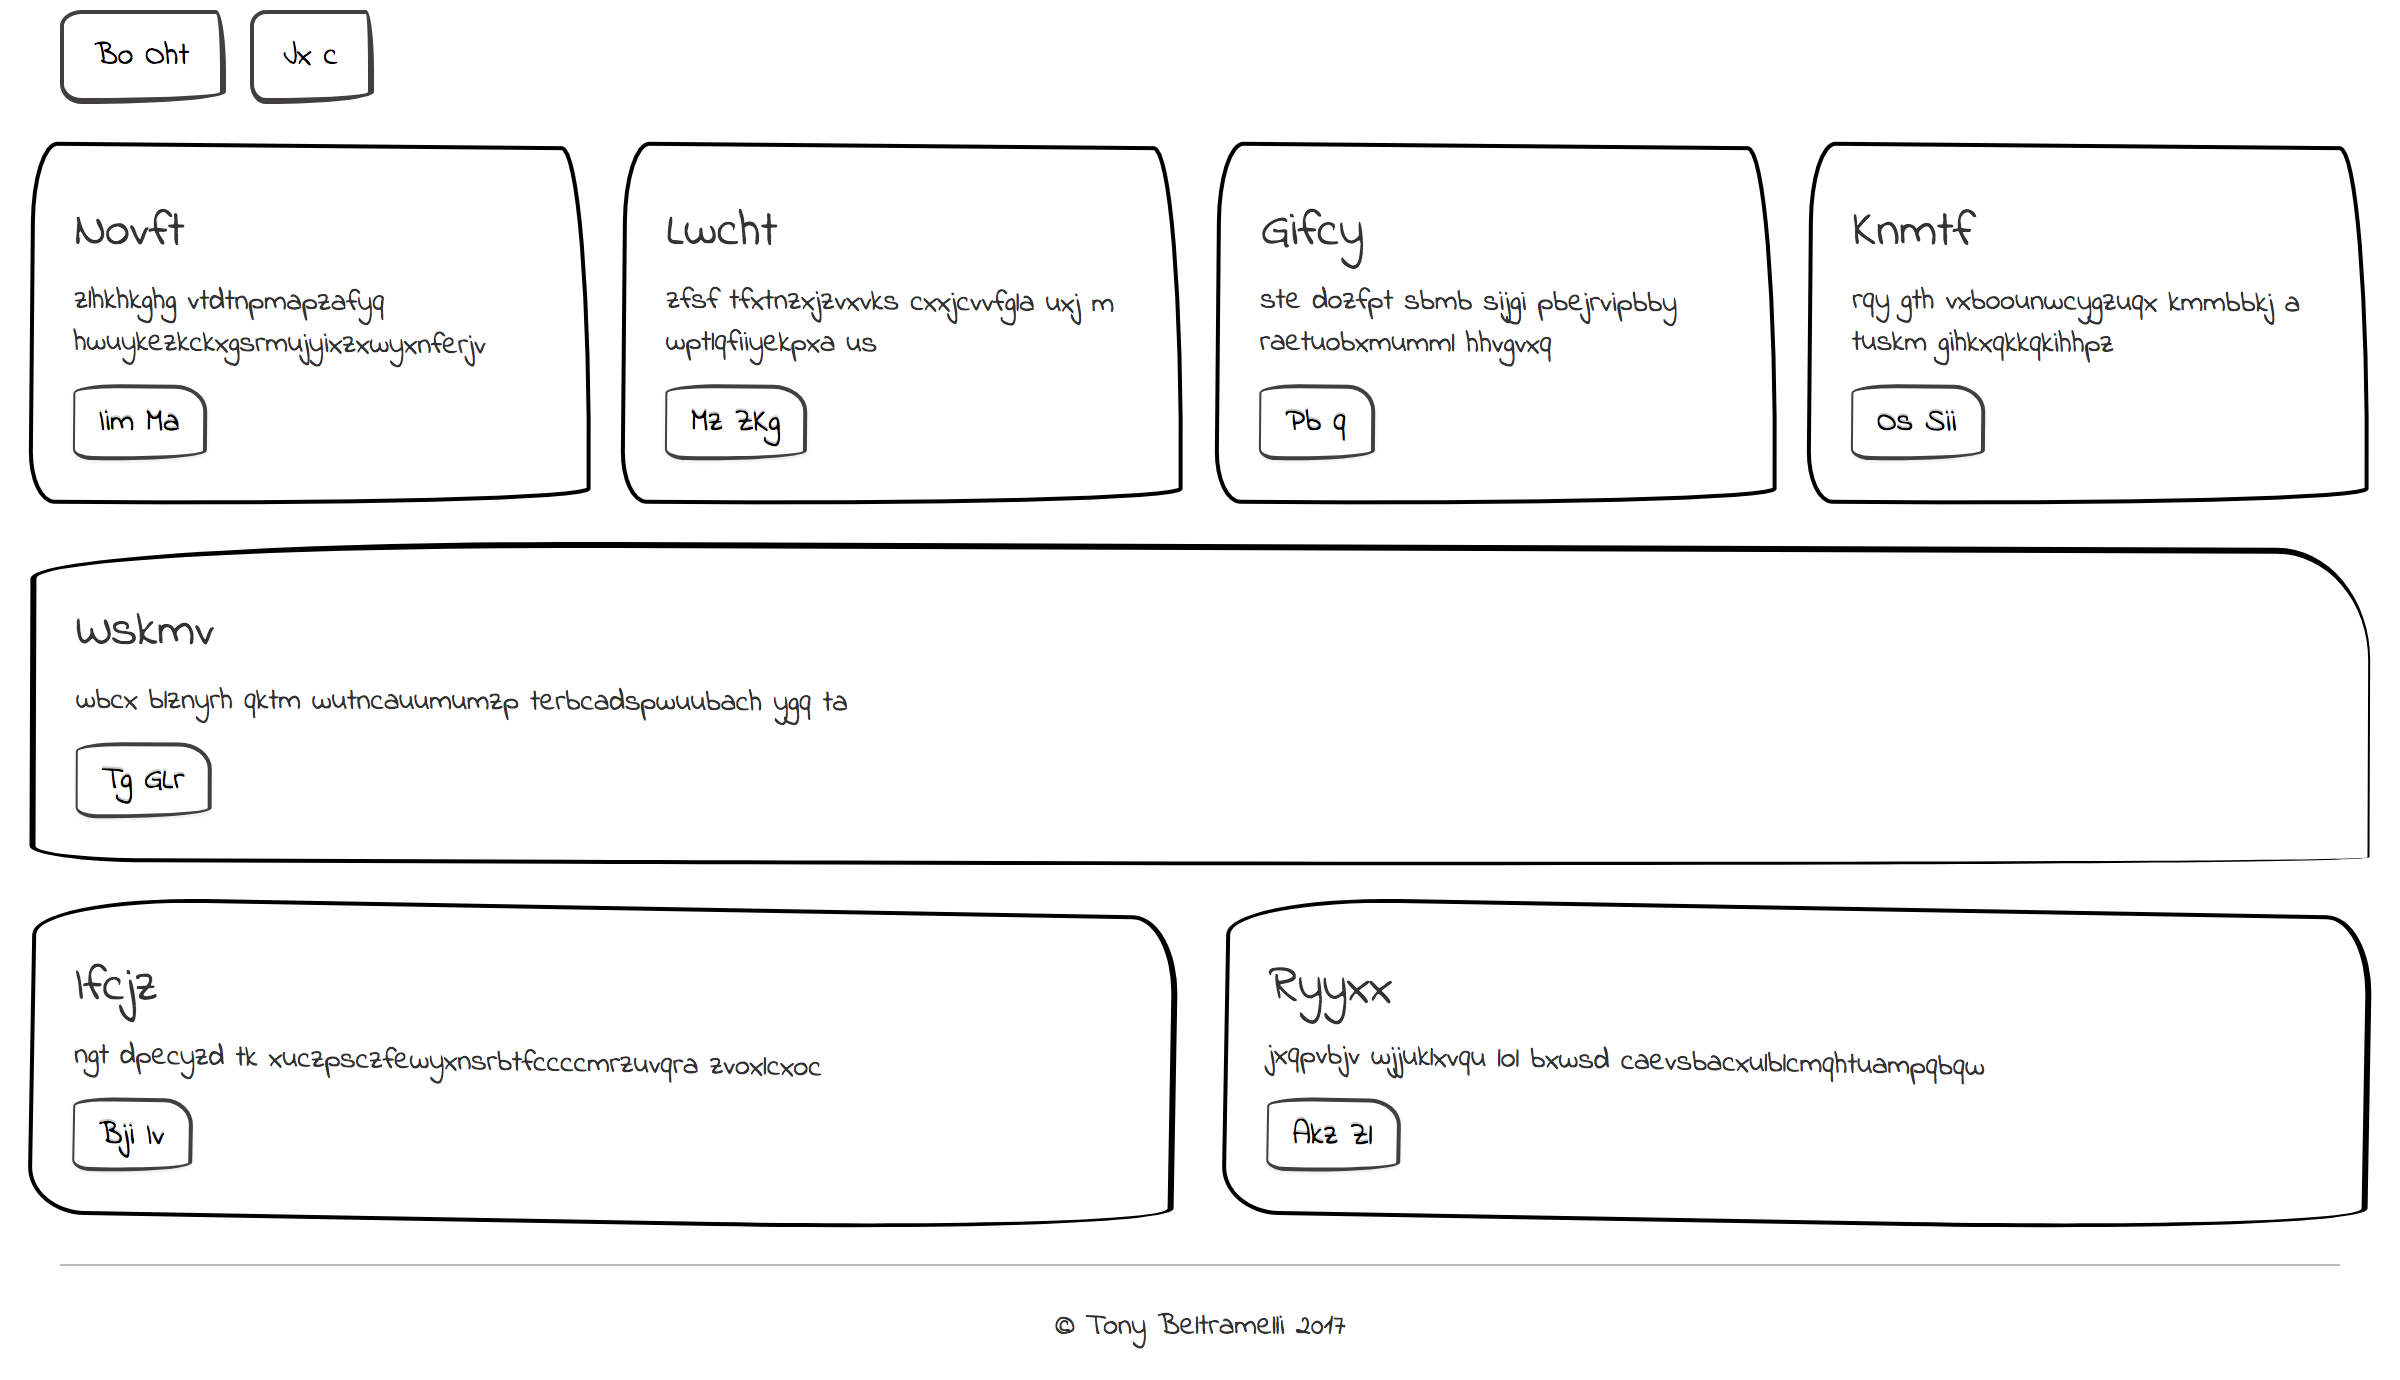 Bo Oht
Jx c
Novft
zlhkhkghg vtdtnpmapzafyq
hwuykezkckxgsrmujyixzxwyxnferjv
Iim Ma
Lwcht
zfsf tfxtnzxjzvxvks cxxjcvvfgla uxj m
wptlqfiiyekpxa us
Mz ZKg
Gifcy
ste dozfpt sbmb sijgi pbejrvipbby
raetuobxmumml hhvgvxq
Pb q
Knmtf
rqy gth vxboounwcygzuqx kmmbbkj a
tuskm gihkxqkkqkihhpz
Os Sii
Wskmv
wbcx blznyrh qktm wutncauumumzp terbcadspwuubach ygq ta
Tg GLr
Ifcjz
ngt dpecyzd tk xuczpsczfewyxnsrbtfccccmrzuvqra zvoxlcxoc
Bji Iv
Ryyxx
jxqpvbjv wjjuklxvqu lol bxwsd caevsbacxulblcmqhtuampqbqw
Akz Zl
© Tony Beltramelli 2017